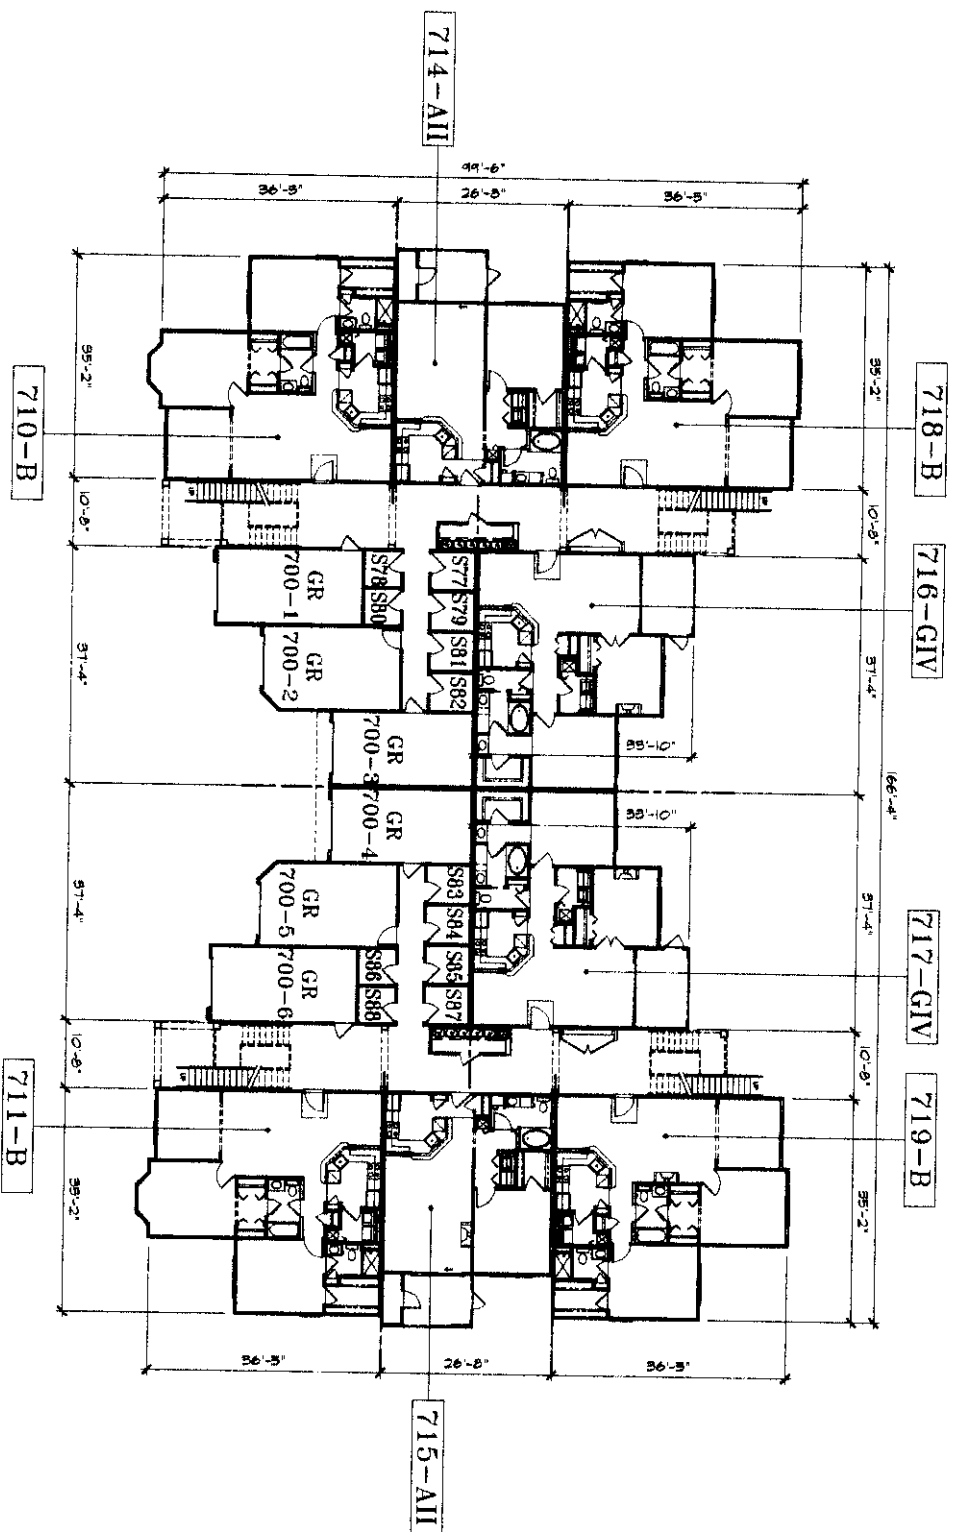 718-B
716-GIV
717-GIV
719-B
166'-4"
35'-2"
10'-8"
37'-4"
37'-4"
10'-8"
35'-2"
36'-3"
26'-8"
36'-3"
99'-6"
714-AII
33'-10"
33'-10"
36'-3"
26'-8"
36'-3"
715-AII
S77
S79
S81
S82
S83
S84
S85
S87
S78
S80
S86
S88
GR
700-1
GR
700-2
GR
700-3
GR
700-4
GR
700-5
GR
700-6
35'-2"
10'-8"
37'-4"
37'-4"
10'-8"
35'-2"
710-B
711-B